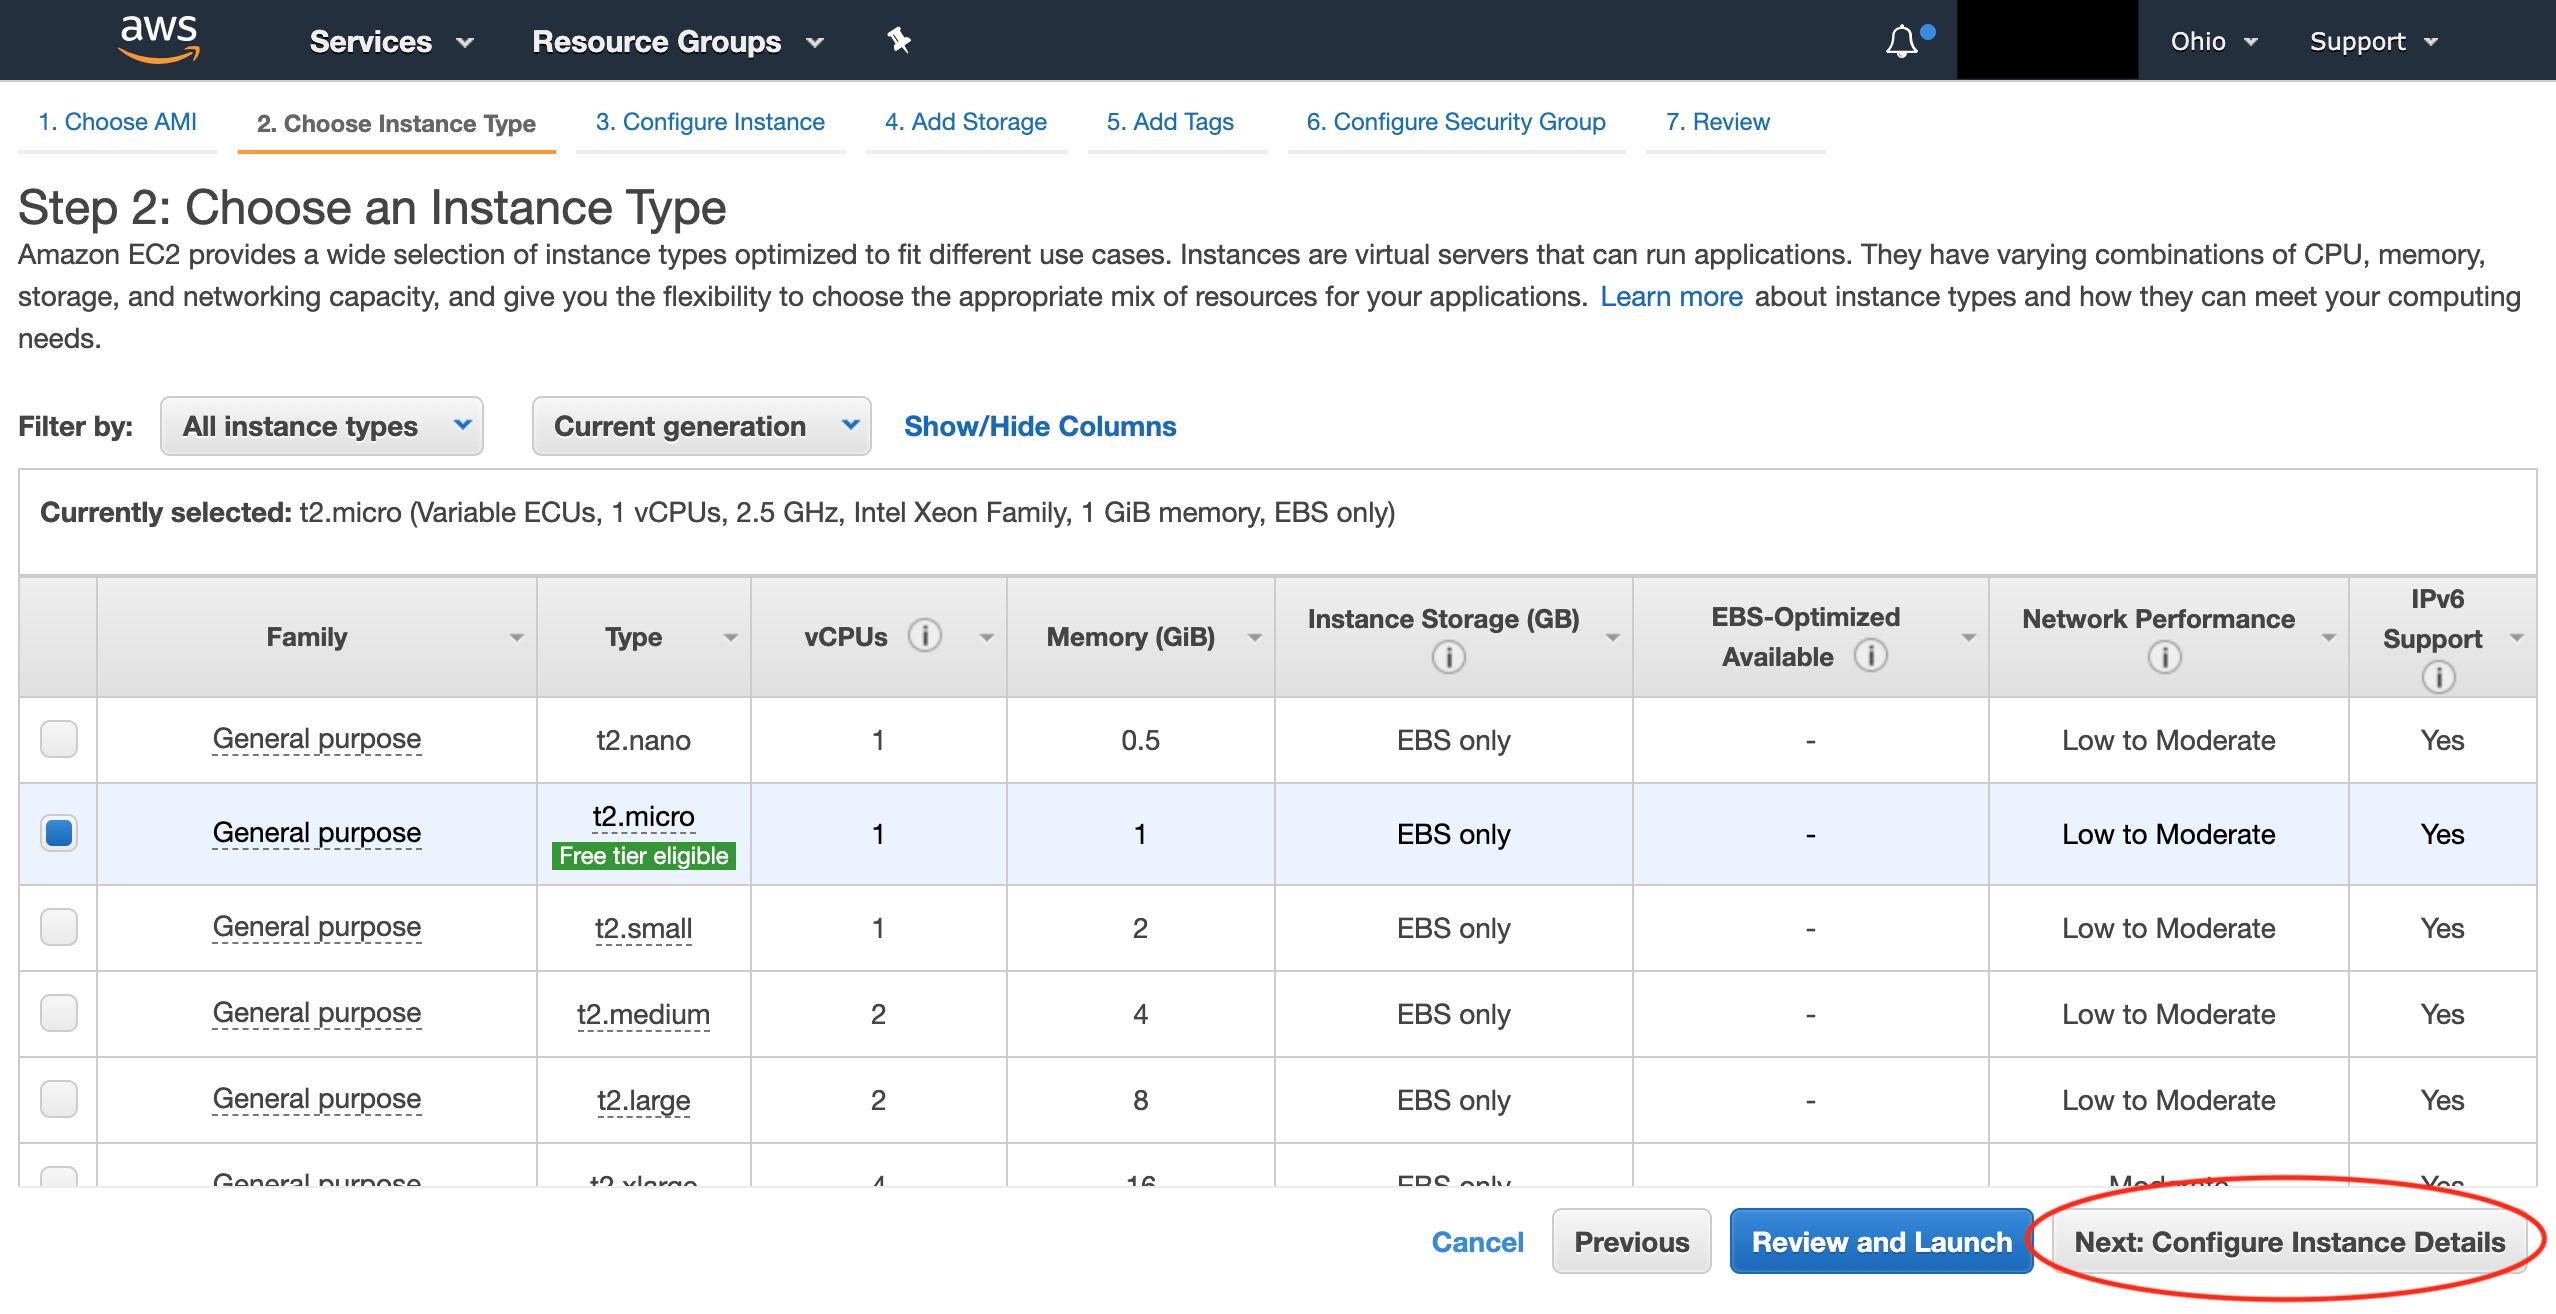 aws Services Resource Groups Ohio Support
1. Choose AMI 2. Choose Instance Type 3. Configure Instance 4. Add Storage 5. Add Tags 6. Configure Security Group 7. Review
Step 2: Choose an Instance Type
Amazon EC2 provides a wide selection of instance types optimized to fit different use cases. Instances are virtual servers that can run applications. They have varying combinations of CPU, memory,
storage, and networking capacity, and give you the flexibility to choose the appropriate mix of resources for your applications. Learn more about instance types and how they can meet your computing
needs.
Filter by: All instance types Current generation Show/Hide Columns
Currently selected: t2.micro (Variable ECUs, 1 vCPUs, 2.5 GHz, Intel Xeon Family, 1 GiB memory, EBS only)
Family Type vCPUs Memory (GiB) Instance Storage (GB) EBS-Optimized Available Network Performance IPv6 Support
General purpose t2.nano 1 0.5 EBS only - Low to Moderate Yes
General purpose t2.micro Free tier eligible 1 1 EBS only - Low to Moderate Yes
General purpose t2.small 1 2 EBS only - Low to Moderate Yes
General purpose t2.medium 2 4 EBS only - Low to Moderate Yes
General purpose t2.large 2 8 EBS only - Low to Moderate Yes
General purpose t2.xlarge 4 16 EBS only Moderate Yes
Cancel Previous Review and Launch Next: Configure Instance Details